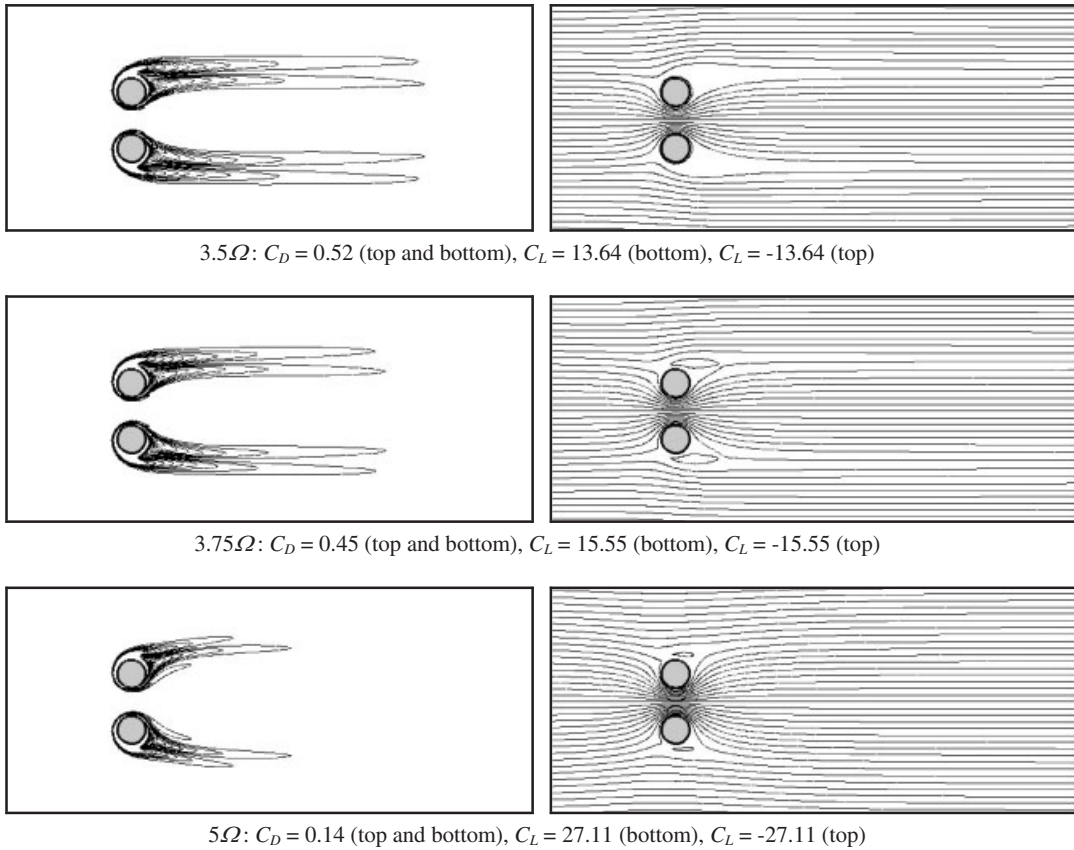 3.5Ω: C_D = 0.52 (top and bottom), C_L = 13.64 (bottom), C_L = -13.64 (top)
3.75Ω: C_D = 0.45 (top and bottom), C_L = 15.55 (bottom), C_L = -15.55 (top)
5Ω: C_D = 0.14 (top and bottom), C_L = 27.11 (bottom), C_L = -27.11 (top)